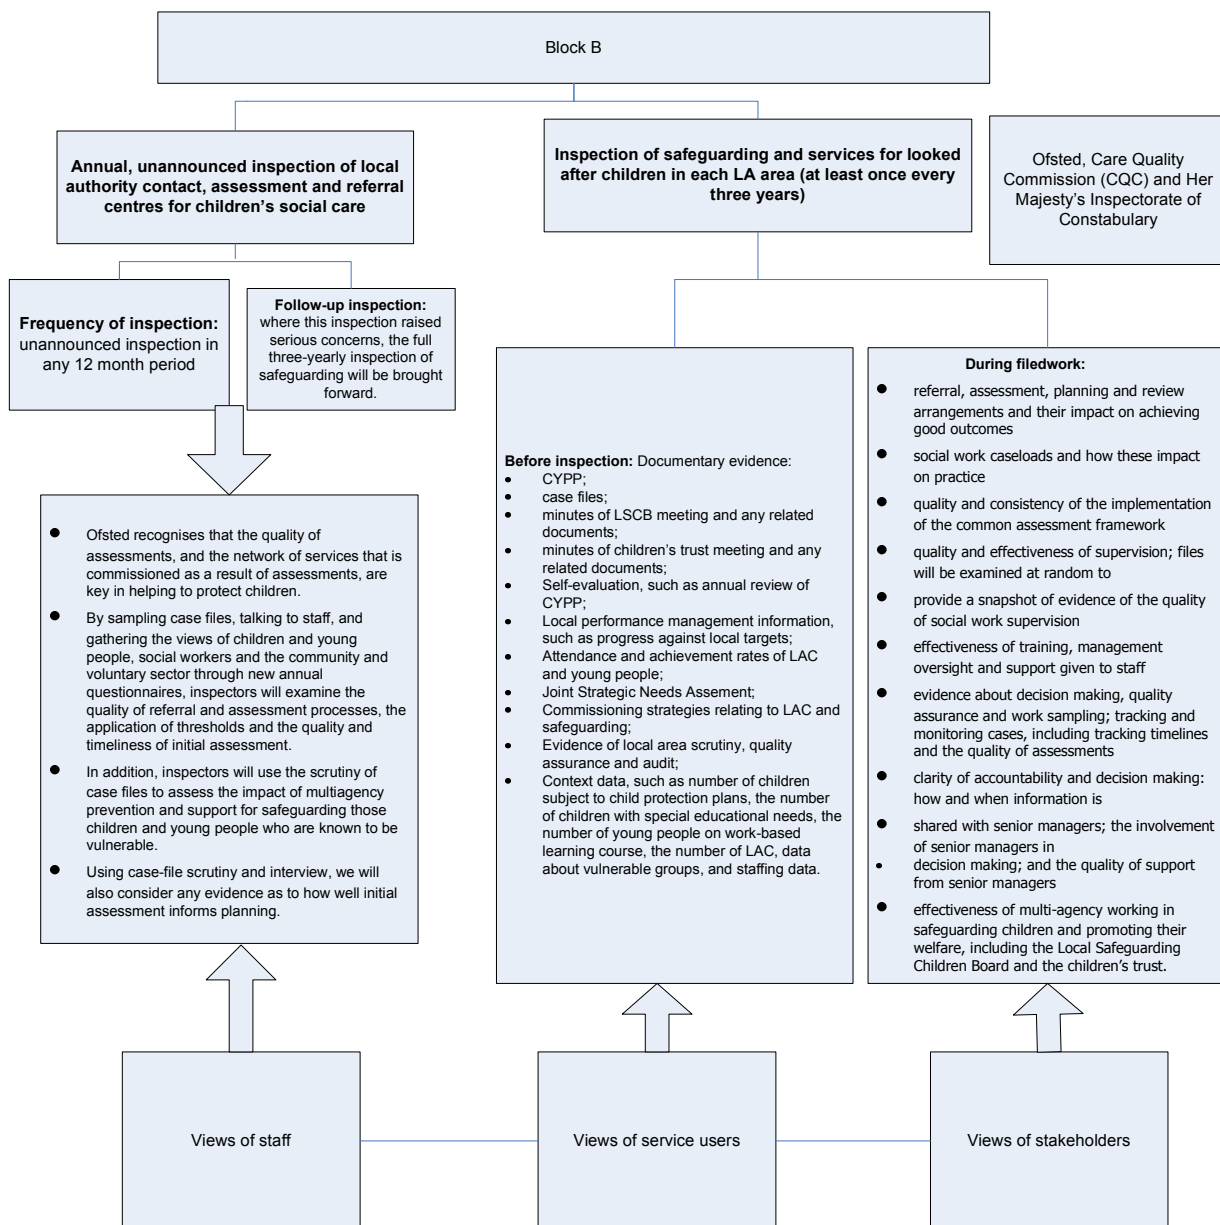 Block B
Annual, unannounced inspection of local
authority contact, assessment and referral
centres for children's social care
Inspection of safeguarding and services for looked
after children in each LA area (at least once every
three years)
Ofsted, Care Quality
Commission (CQC) and Her
Majesty's Inspectorate of
Constabulary
Frequency of inspection:
unannounced inspection in
any 12 month period
Follow-up inspection:
where this inspection raised
serious concerns, the full
three-yearly inspection of
safeguarding will be brought
forward.
● Ofsted recognises that the quality of
assessments, and the network of services that is
commissioned as a result of assessments, are
key in helping to protect children.
● By sampling case files, talking to staff, and
gathering the views of children and young
people, social workers and the community and
voluntary sector through new annual
questionnaires, inspectors will examine the
quality of referral and assessment processes, the
application of thresholds and the quality and
timeliness of initial assessment.
● In addition, inspectors will use the scrutiny of
case files to assess the impact of multiagency
prevention and support for safeguarding those
children and young people who are known to be
vulnerable.
● Using case-file scrutiny and interview, we will
also consider any evidence as to how well initial
assessment informs planning.
Before inspection: Documentary evidence:
• CYPP;
• case files;
• minutes of LSCB meeting and any related
documents;
• minutes of children's trust meeting and any
related documents;
• Self-evaluation, such as annual review of
CYPP;
• Local performance management information,
such as progress against local targets;
• Attendance and achievement rates of LAC
and young people;
• Joint Strategic Needs Assement;
• Commissioning strategies relating to LAC and
safeguarding;
• Evidence of local area scrutiny, quality
assurance and audit;
• Context data, such as number of children
subject to child protection plans, the number
of children with special educational needs, the
number of young people on work-based
learning course, the number of LAC, data
about vulnerable groups, and staffing data.
During filedwork:
● referral, assessment, planning and review
arrangements and their impact on achieving
good outcomes
● social work caseloads and how these impact
on practice
● quality and consistency of the implementation
of the common assessment framework
● quality and effectiveness of supervision; files
will be examined at random to
● provide a snapshot of evidence of the quality
of social work supervision
● effectiveness of training, management
oversight and support given to staff
● evidence about decision making, quality
assurance and work sampling; tracking and
monitoring cases, including tracking timelines
and the quality of assessments
● clarity of accountability and decision making:
how and when information is
● shared with senior managers; the involvement
of senior managers in
• decision making; and the quality of support
from senior managers
● effectiveness of multi-agency working in
safeguarding children and promoting their
welfare, including the Local Safeguarding
Children Board and the children's trust.
Views of staff
Views of service users
Views of stakeholders